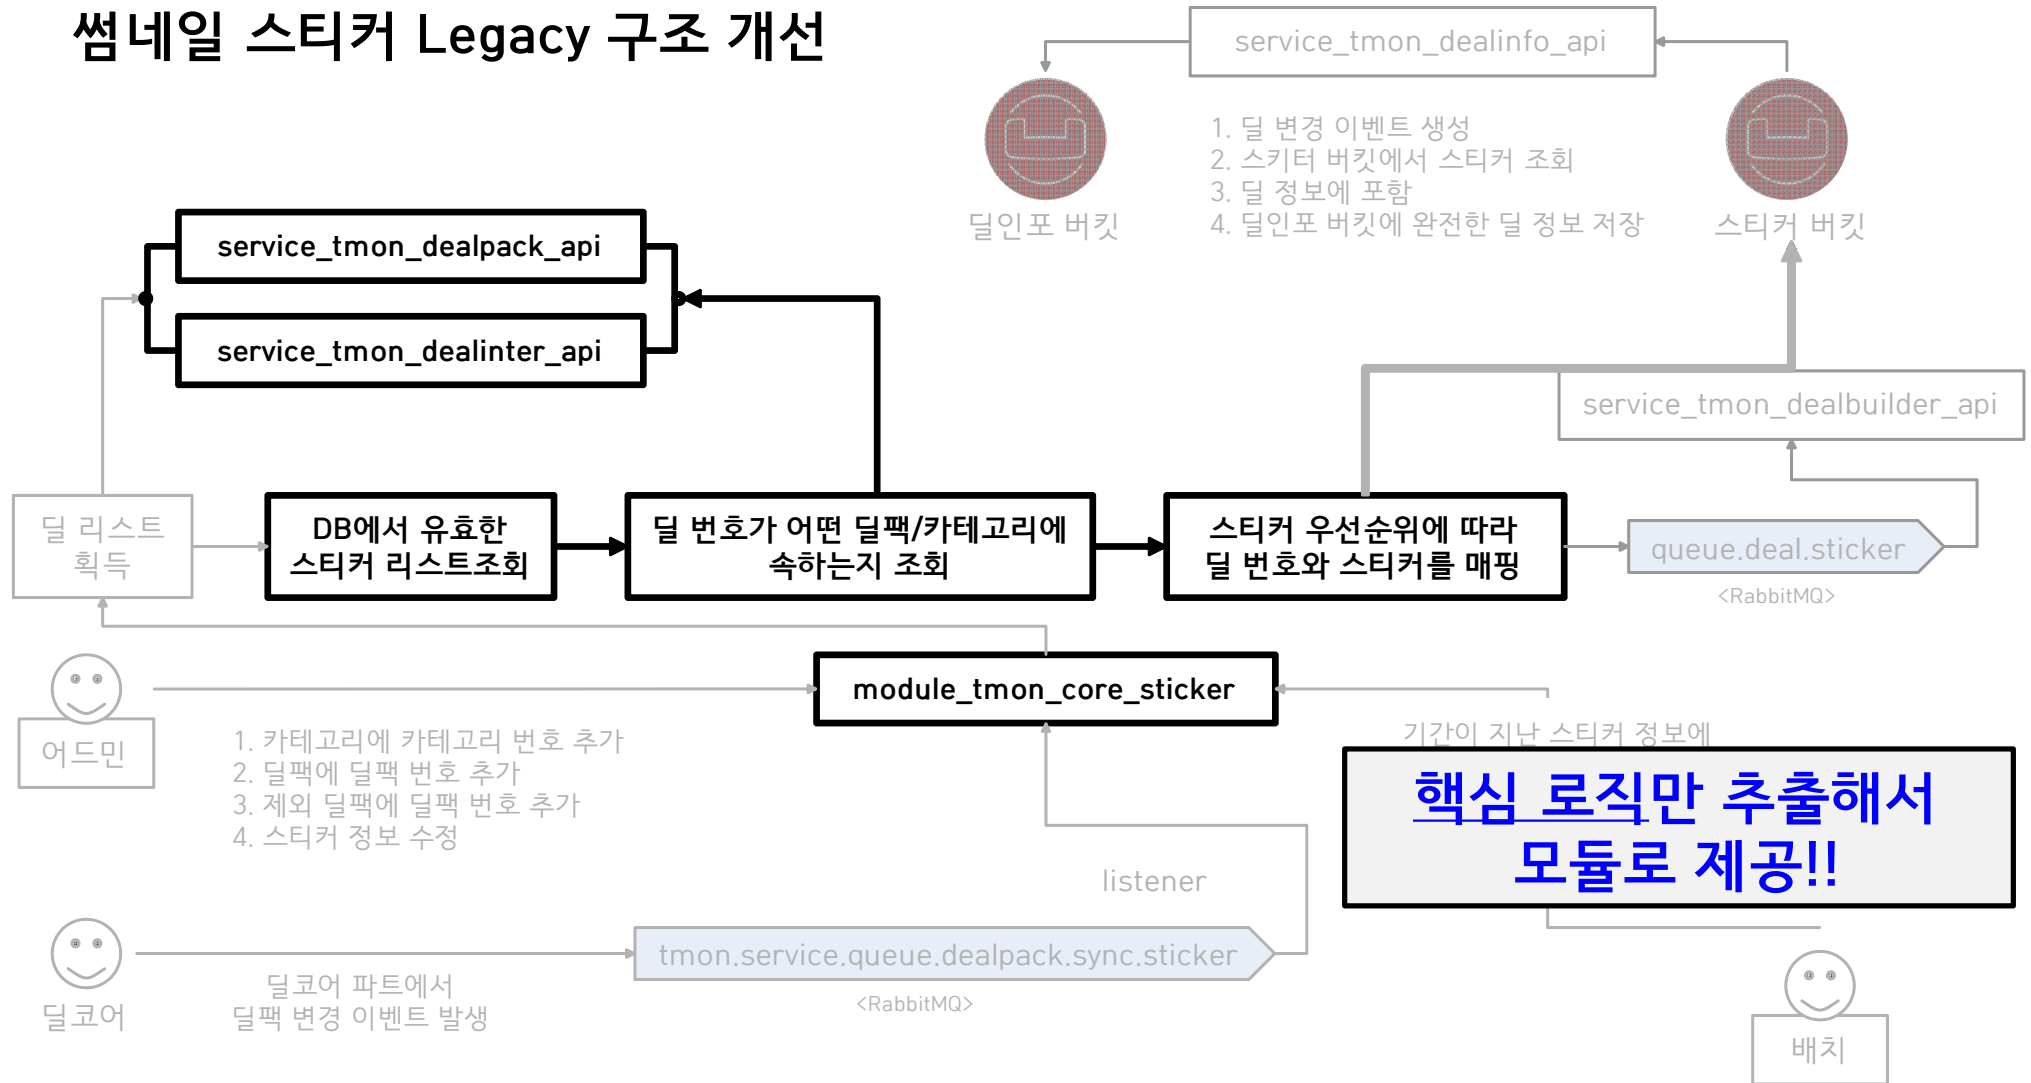 썸네일 스티커 Legacy 구조 개선
service_tmon_dealinfo_api
1. 딜 변경 이벤트 생성
2. 스키터 버킷에서 스티커 조회
3. 딜 정보에 포함
4. 딜인포 버킷에 완전한 딜 정보 저장
딜인포 버킷
스티커 버킷
service_tmon_dealpack_api
service_tmon_dealinter_api
service_tmon_dealbuilder_api
딜 리스트
획득
DB에서 유효한
스티커 리스트조회
딜 번호가 어떤 딜팩/카테고리에
속하는지 조회
스티커 우선순위에 따라
딜 번호와 스티커를 매핑
queue.deal.sticker
<RabbitMQ>
module_tmon_core_sticker
어드민
1. 카테고리에 카테고리 번호 추가
2. 딜팩에 딜팩 번호 추가
3. 제외 딜팩에 딜팩 번호 추가
4. 스티커 정보 수정
기간이 지난 스티커 정보에
핵심 로직만 추출해서
모듈로 제공!!
listener
tmon.service.queue.dealpack.sync.sticker
<RabbitMQ>
딜코어
딜코어 파트에서
딜팩 변경 이벤트 발생
배치